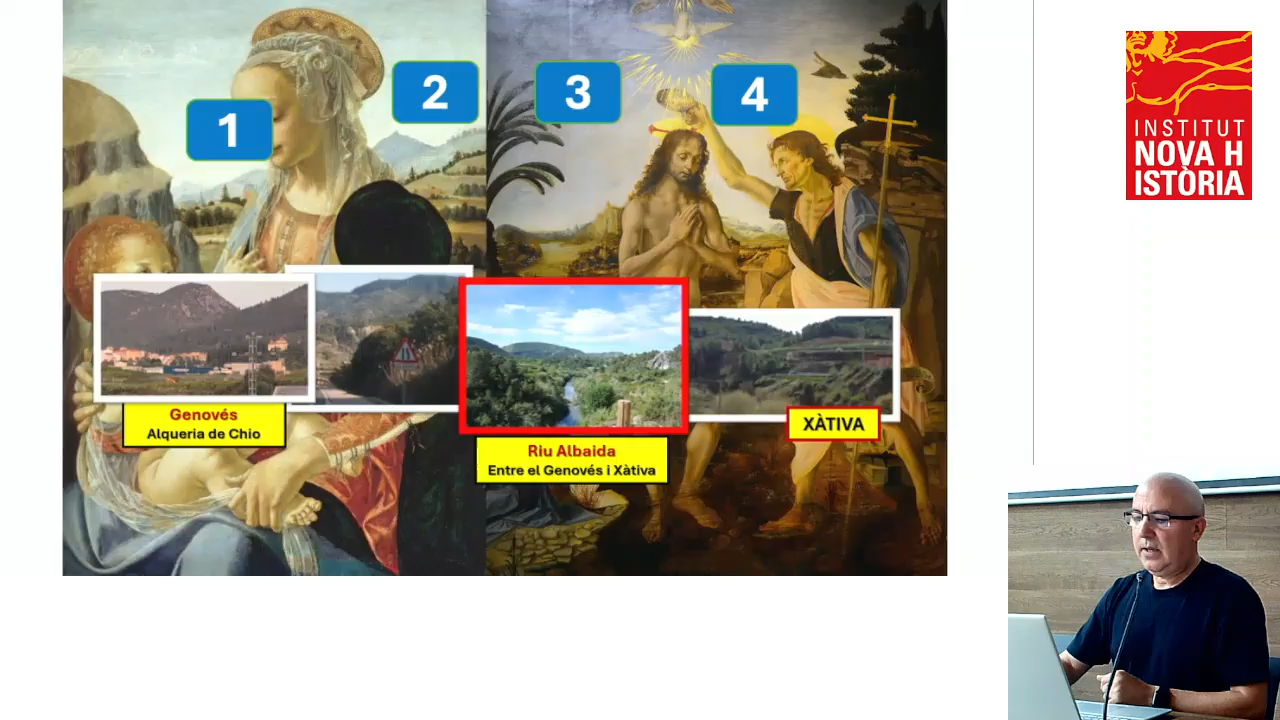 1
2
3
4
Genovés
Alqueria de Chio
Riu Albaida
Entre el Genovés i Xàtiva
XÀTIVA
INSTITUT
NOVA H
ISTÒRIA